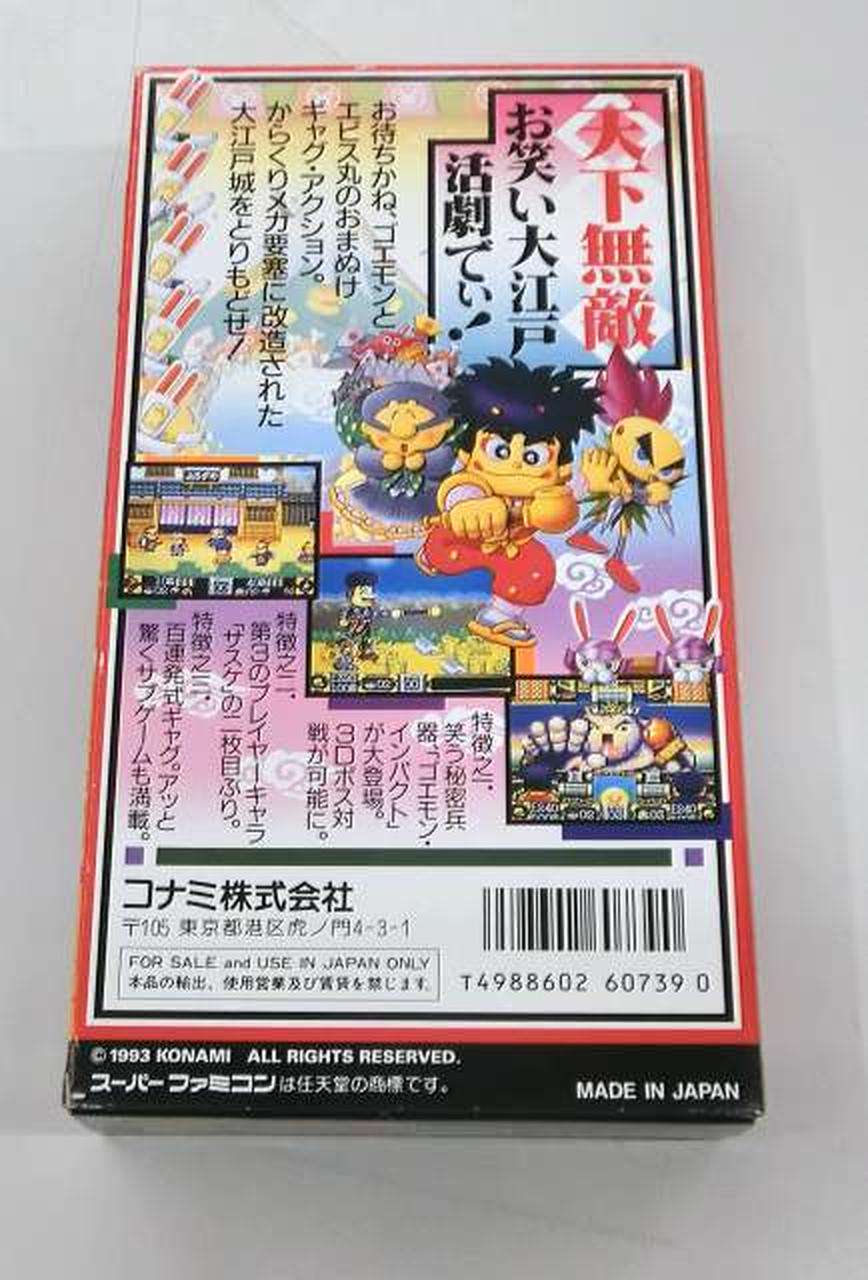 天下無敵
お笑い大江戸
活劇でぃ!
お待ちかね、ゴエモンと
エビス丸のおまぬけ
ギャグ・アクション。
からくりメカ要塞に改造された
大江戸城をとりもどせ!
特徴之一、
笑う秘密兵
器、「ゴエモン・
インパクト」
が大登場。
3Dボス対
戦が可能に。
特徴之二、
第3のプレイヤーキャラ
「サスケ」の二枚目ぶり。
特徴之三、
百連発式ギャグ。アッと
驚くサブゲームも満載。
コナミ株式会社
〒105 東京都港区虎ノ門4-3-1
FOR SALE and USE IN JAPAN ONLY
本品の輸出、使用営業及び賃貸を禁じます。
T4988602 60739 0
©1993 KONAMI ALL RIGHTS RESERVED.
スーパーファミコンは任天堂の商標です。
MADE IN JAPAN